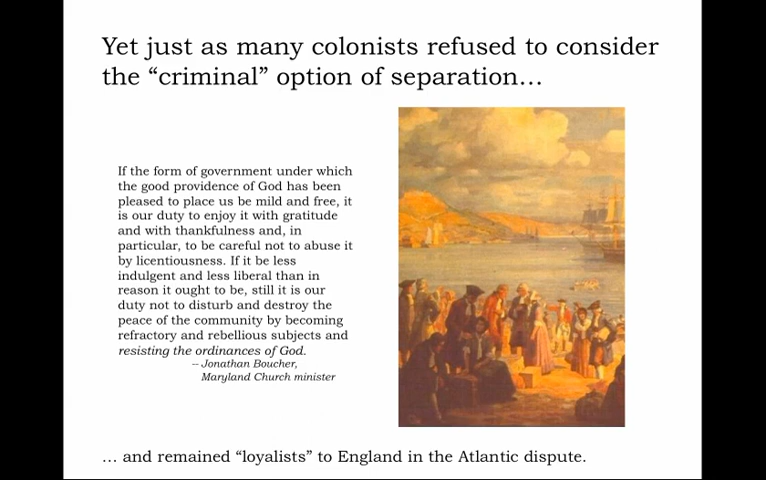 Yet just as many colonists refused to consider
the “criminal” option of separation…
If the form of government under which
the good providence of God has been
pleased to place us be mild and free, it
is our duty to enjoy it with gratitude
and with thankfulness and, in
particular, to be careful not to abuse it
by licentiousness. If it be less
indulgent and less liberal than in
reason it ought to be, still it is our
duty not to disturb and destroy the
peace of the community by becoming
refractory and rebellious subjects and
resisting the ordinances of God.
– Jonathan Boucher,
Maryland Church minister
… and remained “loyalists” to England in the Atlantic dispute.